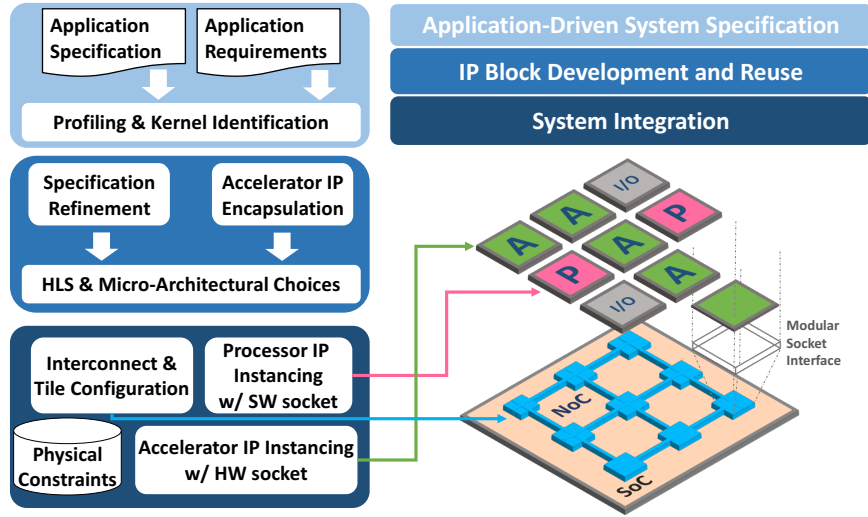 Application
Specification
Application
Requirements
Profiling & Kernel Identification
Application-Driven System Specification
IP Block Development and Reuse
System Integration
Specification
Refinement
Accelerator IP
Encapsulation
HLS & Micro-Architectural Choices
Interconnect &
Tile Configuration
Processor IP
Instancing
w/ SW socket
Physical
Constraints
Accelerator IP Instancing
w/ HW socket
I/O
A
P
A
A
A
P
A
I/O
Modular
Socket
Interface
NoC
SoC